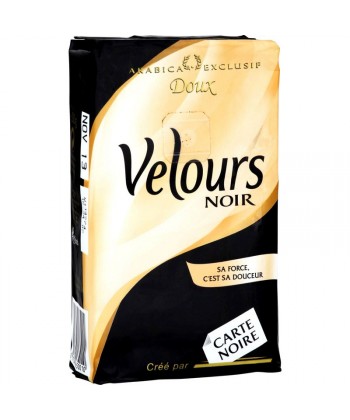 ARABICA EXCLUSIF
Doux
Velours
NOIR
SA FORCE,
C'EST SA DOUCEUR
Créé par
CARTE
NOIRE
NOV 13